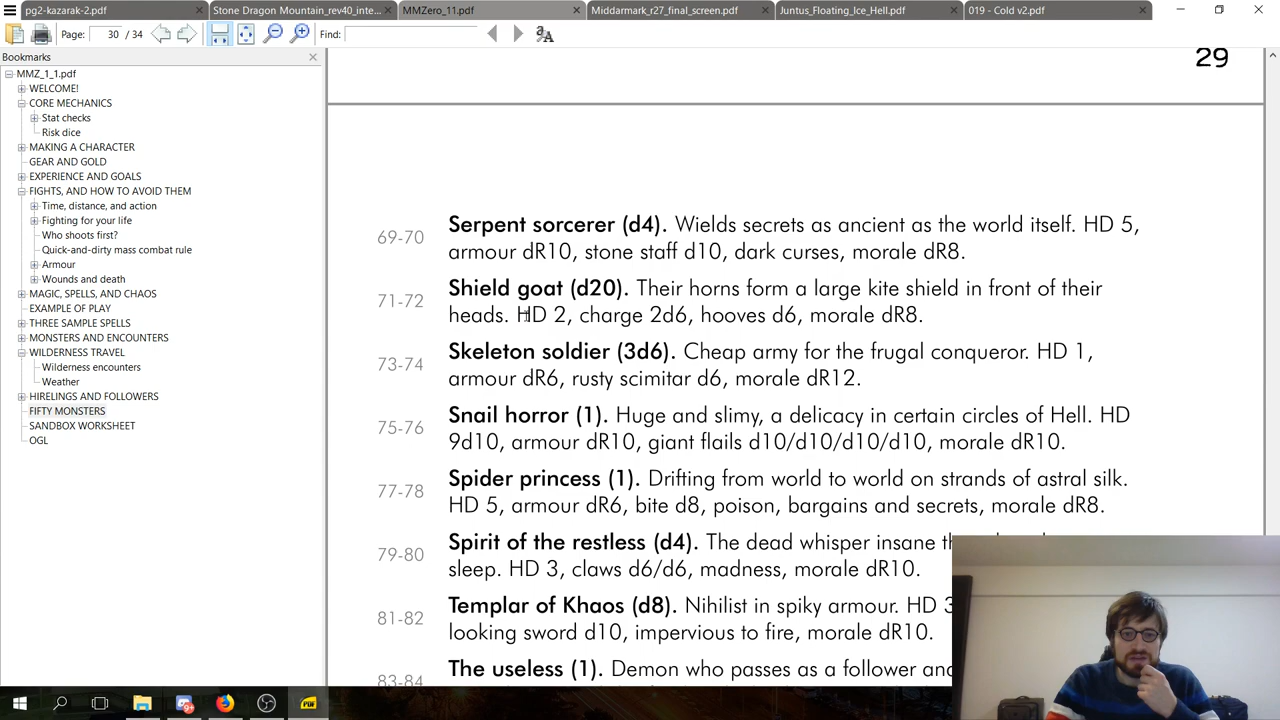 pg2-kazarak-2.pdf
Stone Dragon Mountain_rev40_inte...
MMZero_11.pdf
Middarmark_r27_final_screen.pdf
Juntus_Floating_Ice_Hell.pdf
019 - Cold v2.pdf
Page: 30 / 34
Find:
Bookmarks
MMZ_1_1.pdf
WELCOME!
CORE MECHANICS
Stat checks
Risk dice
MAKING A CHARACTER
GEAR AND GOLD
EXPERIENCE AND GOALS
FIGHTS, AND HOW TO AVOID THEM
Time, distance, and action
Fighting for your life
Who shoots first?
Quick-and-dirty mass combat rule
Armour
Wounds and death
MAGIC, SPELLS, AND CHAOS
EXAMPLE OF PLAY
THREE SAMPLE SPELLS
MONSTERS AND ENCOUNTERS
WILDERNESS TRAVEL
Wilderness encounters
Weather
HIRELINGS AND FOLLOWERS
FIFTY MONSTERS
SANDBOX WORKSHEET
OGL
29
69-70
Serpent sorcerer (d4). Wields secrets as ancient as the world itself. HD 5,
armour dR10, stone staff d10, dark curses, morale dR8.
71-72
Shield goat (d20). Their horns form a large kite shield in front of their
heads. HD 2, charge 2d6, hooves d6, morale dR8.
73-74
Skeleton soldier (3d6). Cheap army for the frugal conqueror. HD 1,
armour dR6, rusty scimitar d6, morale dR12.
75-76
Snail horror (1). Huge and slimy, a delicacy in certain circles of Hell. HD
9d10, armour dR10, giant flails d10/d10/d10/d10, morale dR10.
77-78
Spider princess (1). Drifting from world to world on strands of astral silk.
HD 5, armour dR6, bite d8, poison, bargains and secrets, morale dR8.
79-80
Spirit of the restless (d4). The dead whisper insane
sleep. HD 3, claws d6/d6, madness, morale dR10.
81-82
Templar of Khaos (d8). Nihilist in spiky armour. HD 3
looking sword d10, impervious to fire, morale dR10.
83-84
The useless (1). Demon who passes as a follower